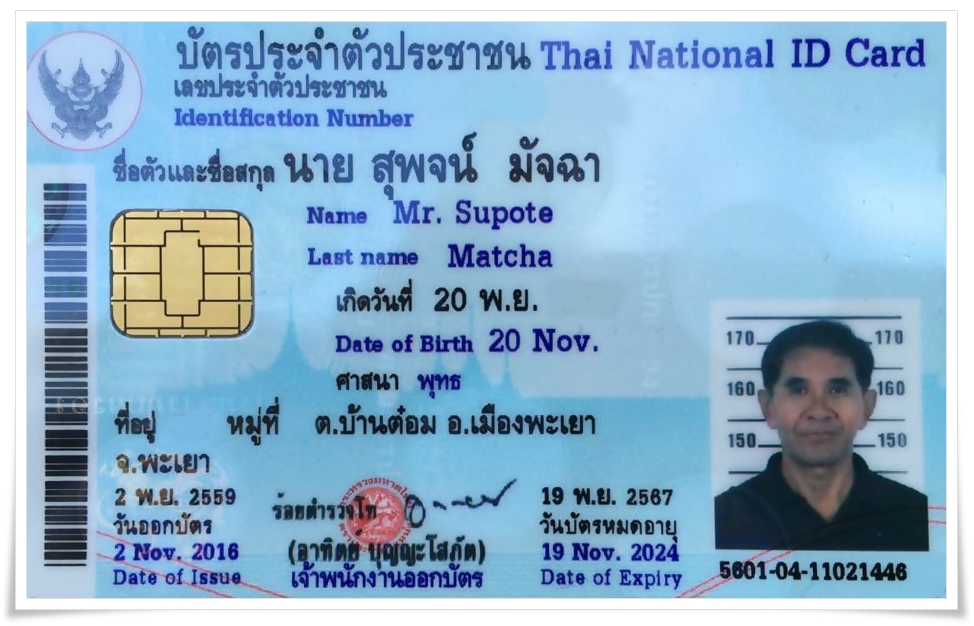 บัตรประจำตัวประชาชน Thai National ID Card
เลขประจำตัวประชาชน
Identification Number
ชื่อตัวและชื่อสกุล นาย สุพจน์ มัจฉา
Name Mr. Supote
Last name Matcha
เกิดวันที่ 20 พ.ย.
Date of Birth 20 Nov.
ศาสนา พุทธ
ที่อยู่ หมู่ที่ ต.บ้านต๋อม อ.เมืองพะเยา
จ.พะเยา
2 พ.ย. 2559
วันออกบัตร
2 Nov. 2016
Date of Issue
ร้อยตำรวจโท
(อาทิตย์ บุญญะโสภัต)
เจ้าพนักงานออกบัตร
19 พ.ย. 2567
วันบัตรหมดอายุ
19 Nov. 2024
Date of Expiry
170 170
160 160
150 150
5601-04-11021446